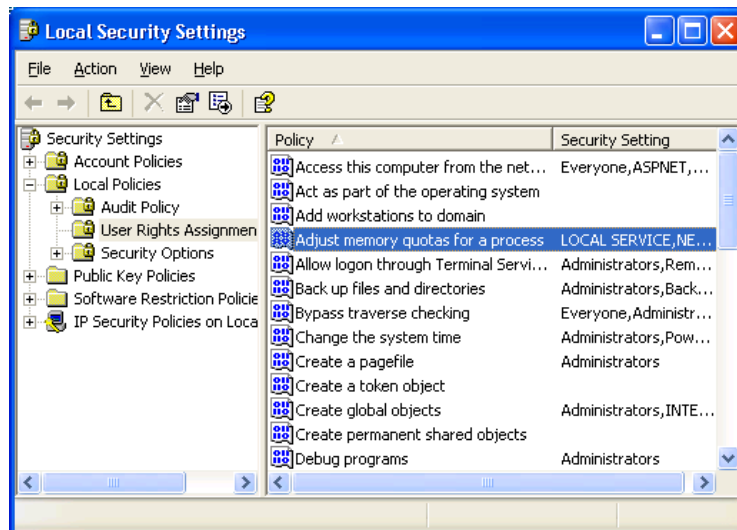 Local Security Settings
File Action View Help
Security Settings
Account Policies
Local Policies
Audit Policy
User Rights Assignmen
Security Options
Public Key Policies
Software Restriction Policie
IP Security Policies on Loca
Policy Security Setting
Access this computer from the net... Everyone,ASPNET,...
Act as part of the operating system
Add workstations to domain
Adjust memory quotas for a process LOCAL SERVICE,NE...
Allow logon through Terminal Servi... Administrators,Rem...
Back up files and directories Administrators,Back...
Bypass traverse checking Everyone,Administr...
Change the system time Administrators,Pow...
Create a pagefile Administrators
Create a token object
Create global objects Administrators,INTE...
Create permanent shared objects
Debug programs Administrators